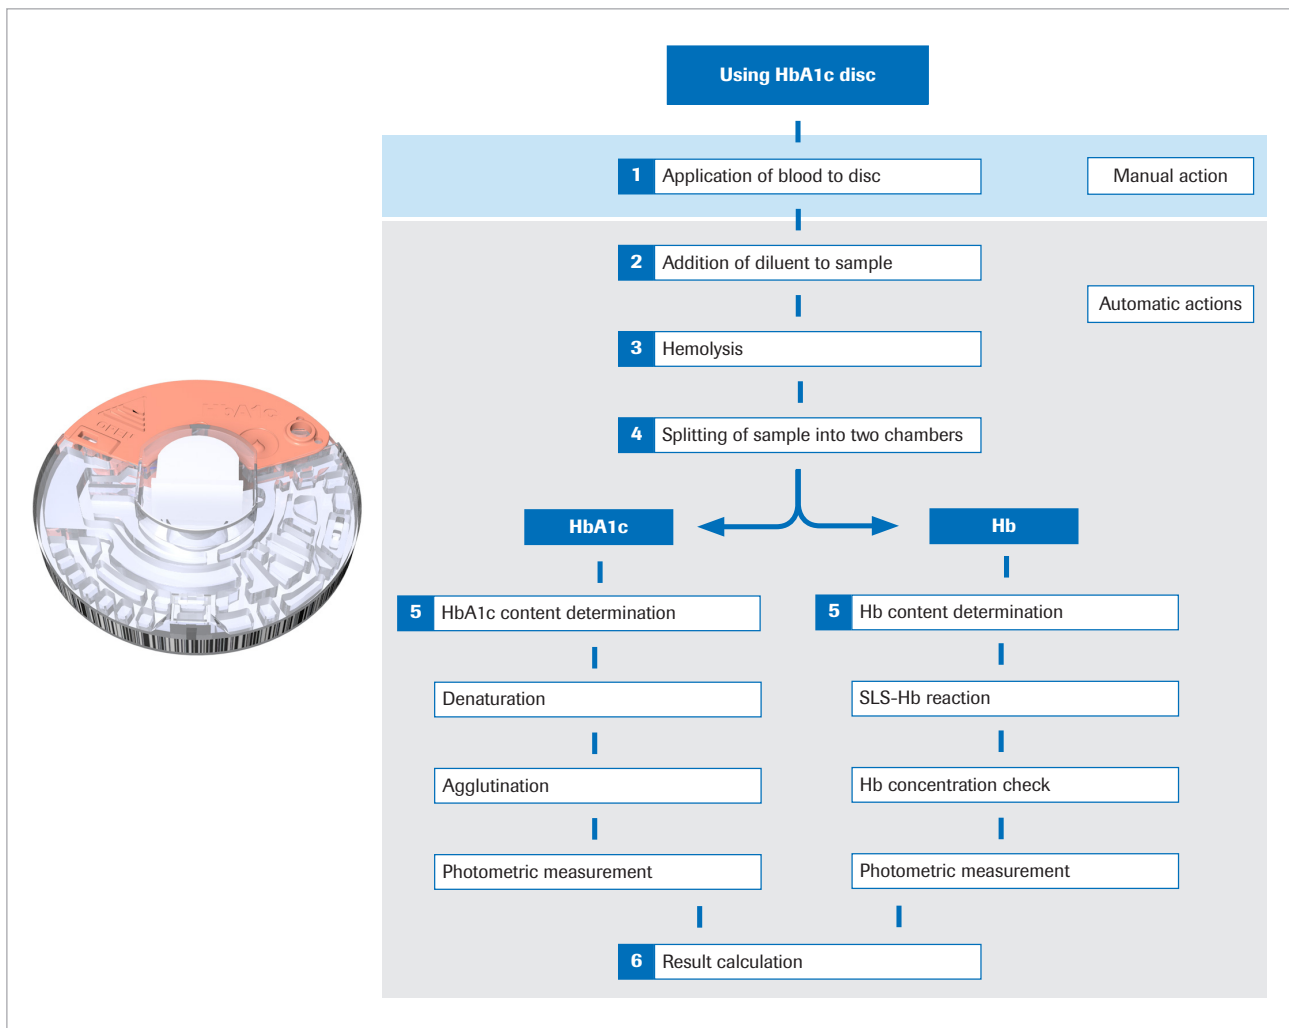 Using HbA1c disc
1 Application of blood to disc
Manual action
2 Addition of diluent to sample
Automatic actions
3 Hemolysis
4 Splitting of sample into two chambers
HbA1c
OPEN
HbA1c
Hb
5 HbA1c content determination
5 Hb content determination
Denaturation
SLS-Hb reaction
Agglutination
Hb concentration check
Photometric measurement
Photometric measurement
6 Result calculation